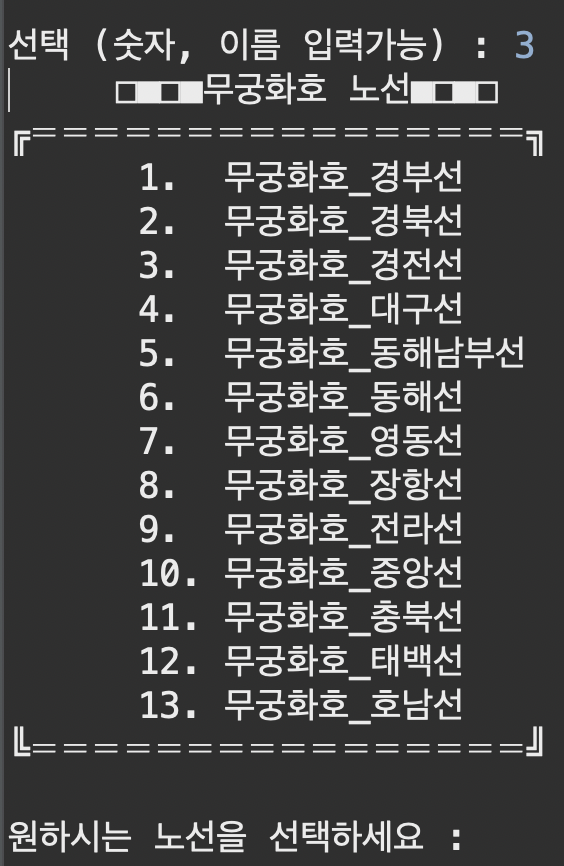 선택 (숫자, 이름 입력가능) : 3
□■□■무궁화호 노선■□■□
╔================╗
1. 무궁화호_경부선
2. 무궁화호_경북선
3. 무궁화호_경전선
4. 무궁화호_대구선
5. 무궁화호_동해남부선
6. 무궁화호_동해선
7. 무궁화호_영동선
8. 무궁화호_장항선
9. 무궁화호_전라선
10. 무궁화호_중앙선
11. 무궁화호_충북선
12. 무궁화호_태백선
13. 무궁화호_호남선
╚================╝
원하시는 노선을 선택하세요 :